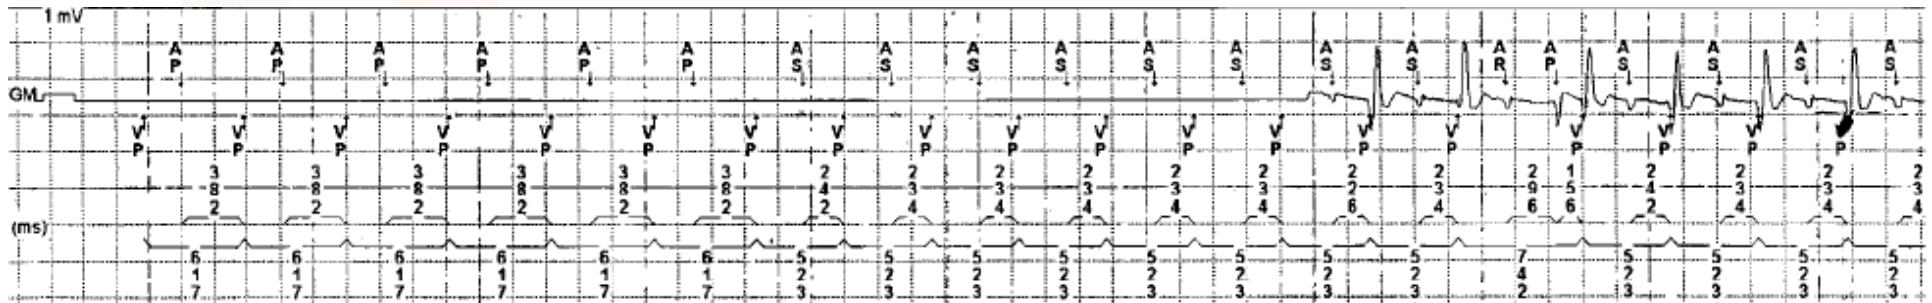 1 mV
AP AP AP AP AP AP AS AS AS AS AS AS AS AS AR AP AS AS AS AS
GM
VP VP VP VP VP VP VP VP VP VP VP VP VP VP VP VP VP VP P
382 382 382 382 382 382 242 234 234 234 234 234 226 234 296 156 242 234 234 234
(ms)
617 617 617 617 617 617 523 523 523 523 523 523 523 523 742 523 523 523 523